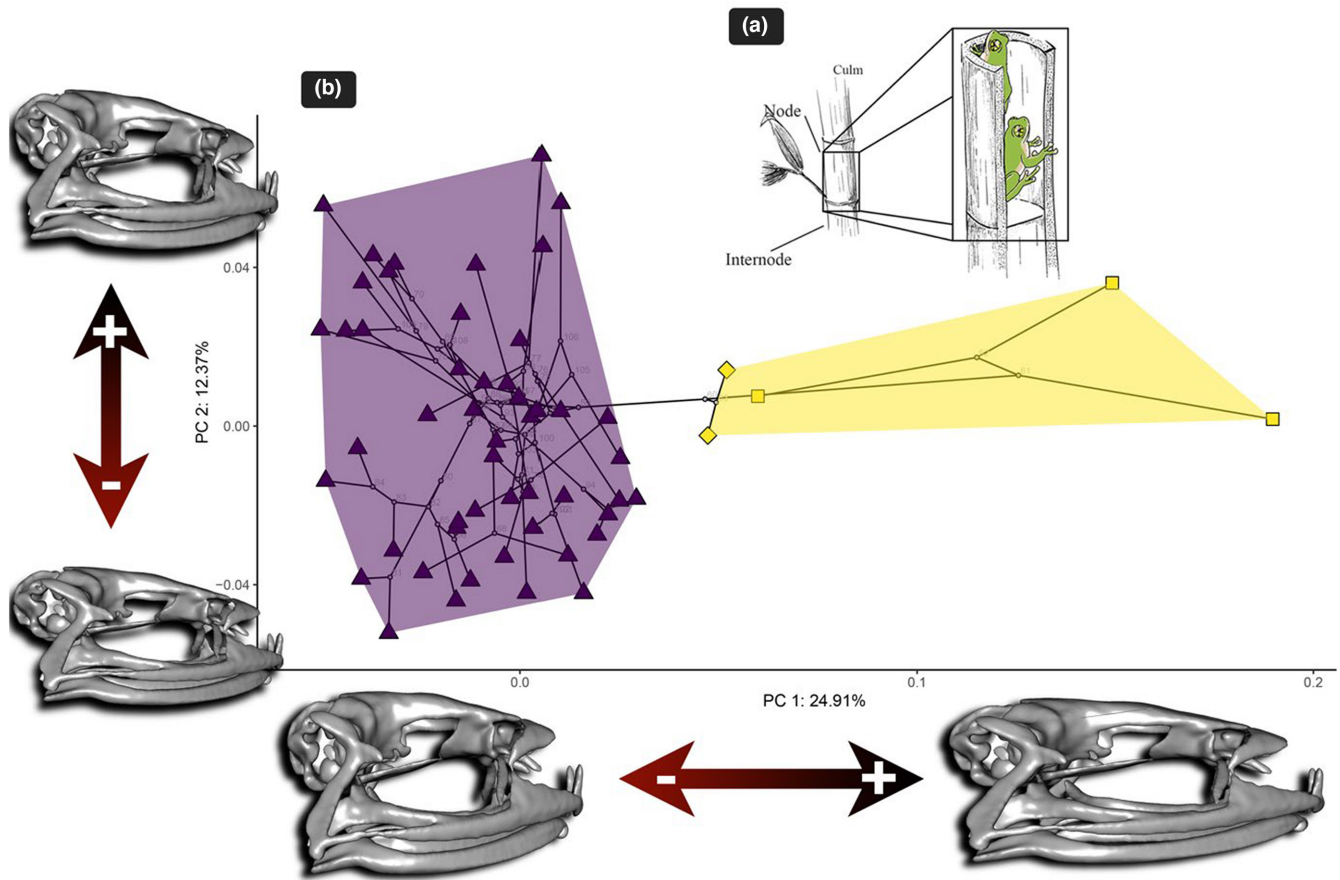 (a)
Culm
Node
Internode
(b)
0.04
0.00
−0.04
PC 2: 12.37%
+
-
0.0
0.1
0.2
PC 1: 24.91%
-
+